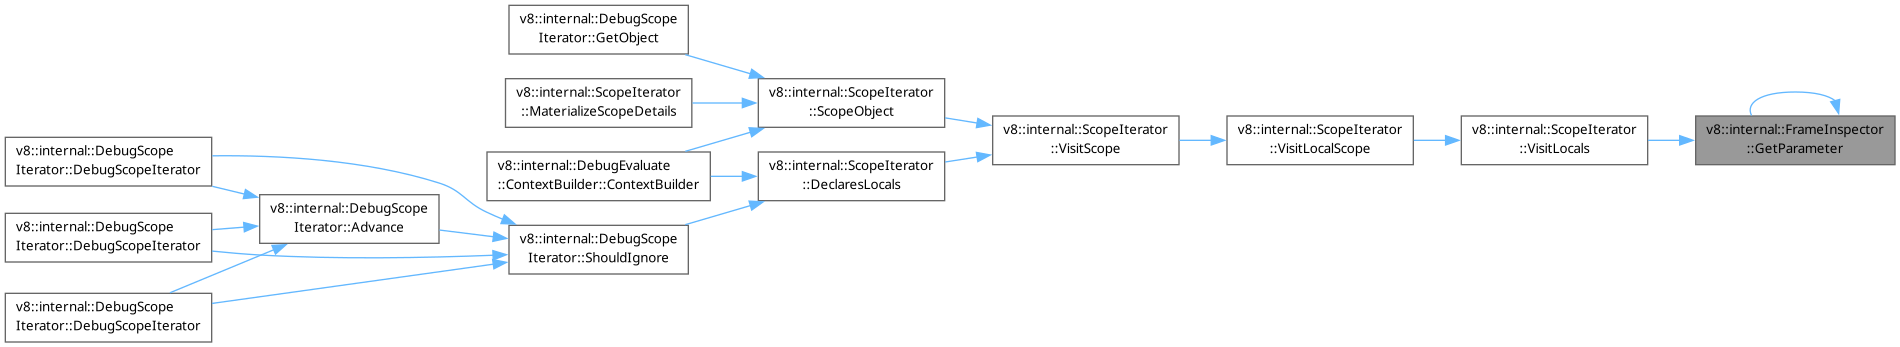 v8::internal::DebugScope
Iterator::GetObject
v8::internal::ScopeIterator
::MaterializeScopeDetails
v8::internal::ScopeIterator
::ScopeObject
v8::internal::ScopeIterator
::VisitScope
v8::internal::ScopeIterator
::VisitLocalScope
v8::internal::ScopeIterator
::VisitLocals
v8::internal::FrameInspector
::GetParameter
v8::internal::DebugScope
Iterator::DebugScopeIterator
v8::internal::DebugEvaluate
::ContextBuilder::ContextBuilder
v8::internal::ScopeIterator
::DeclaresLocals
v8::internal::DebugScope
Iterator::Advance
v8::internal::DebugScope
Iterator::DebugScopeIterator
v8::internal::DebugScope
Iterator::ShouldIgnore
v8::internal::DebugScope
Iterator::DebugScopeIterator